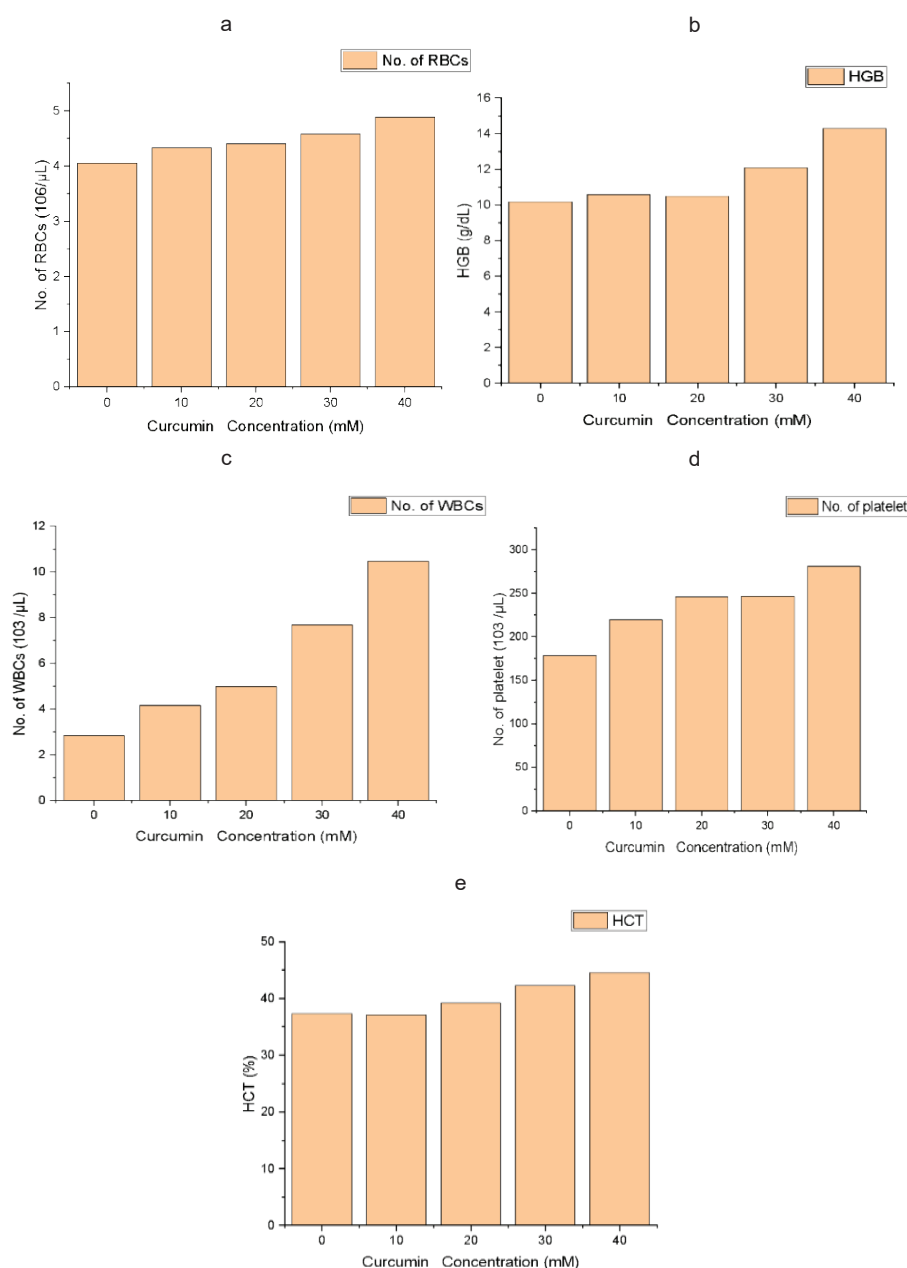 a
No. of RBCs
5
4
3
2
1
0
No. of RBCs (106/μL)
0 10 20 30 40
Curcumin Concentration (mM)
b
HGB
16
14
12
10
8
6
4
2
0
HGB (g/dL)
0 10 20 30 40
Curcumin Concentration (mM)
c
No. of WBCs
12
10
8
6
4
2
0
No. of WBCs (103 /μL)
0 10 20 30 40
Curcumin Concentration (mM)
d
No. of platelet
300
250
200
150
100
50
0
No. of platelet (103 /μL)
0 10 20 30 40
Curcumin Concentration (mM)
e
HCT
50
40
30
20
10
0
HCT (%)
0 10 20 30 40
Curcumin Concentration (mM)